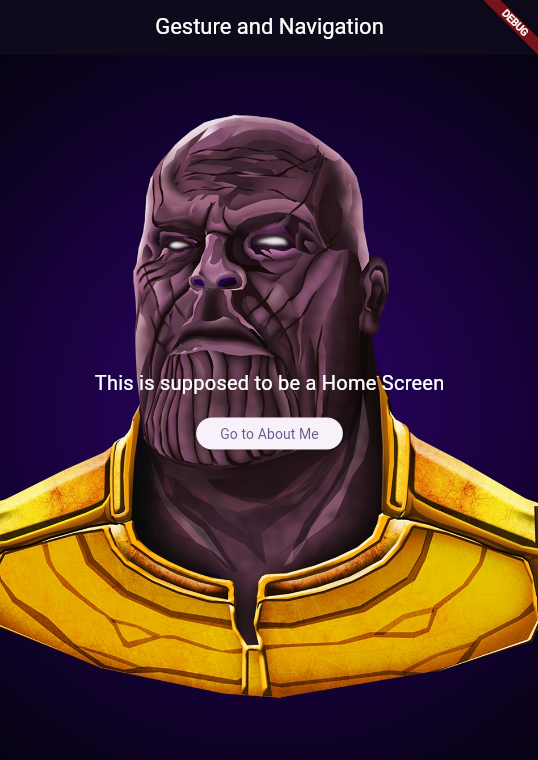 Gesture and Navigation
DEBUG
This is supposed to be a Home Screen
Go to About Me